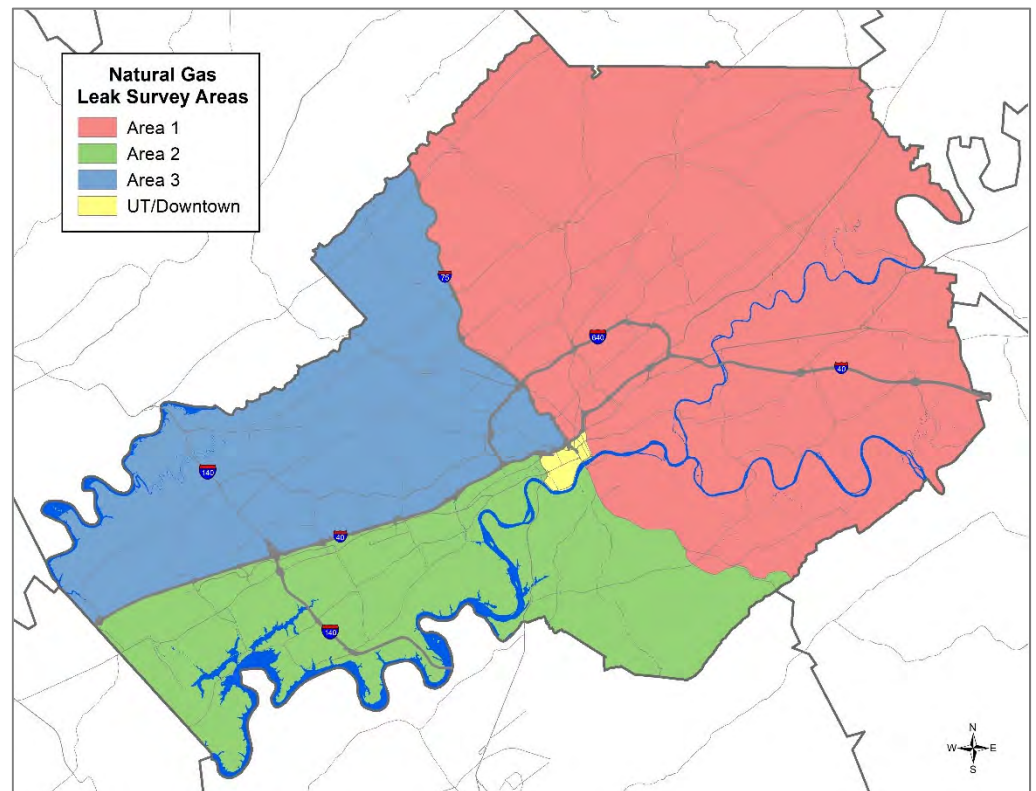 Natural Gas
Leak Survey Areas
Area 1
Area 2
Area 3
UT/Downtown
75
640
40
140
40
140
N
W E
S